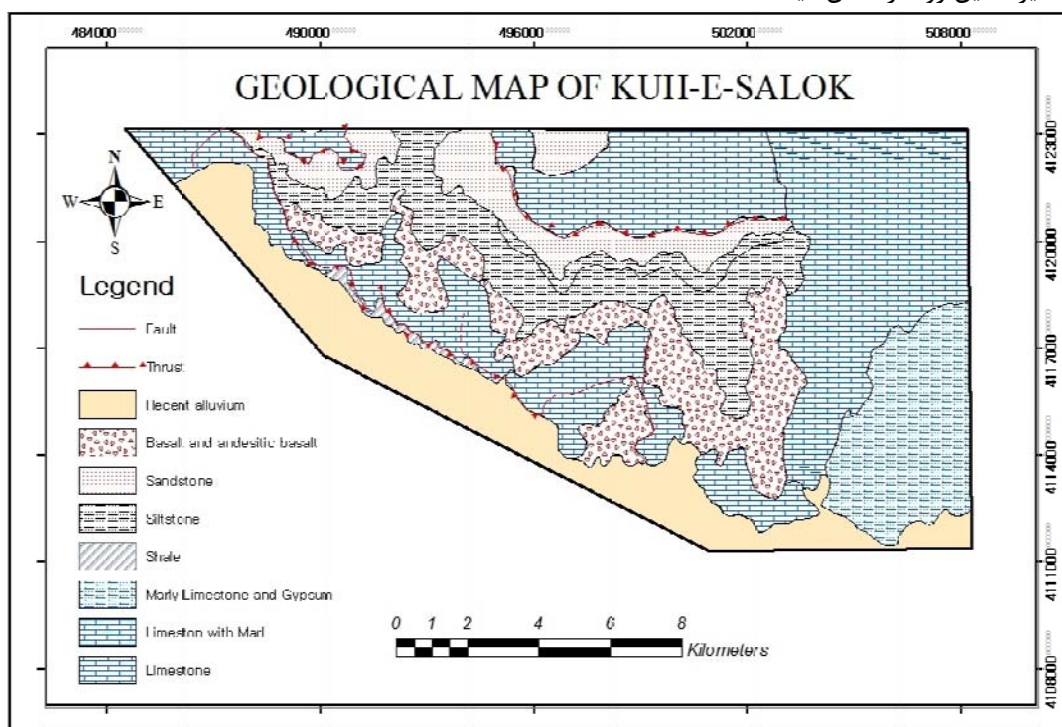 484000 490000 496000 502000 508000
GEOLOGICAL MAP OF KUII-E-SALOK
N
W E
S
4123000
4120000
4117000
4114000
4111000
4108000
Legend
Fault
Thrust
Recent alluvium
Basalt and andesitic basalt
Sandstone
Siltstone
Shale
Marly Limestone and Gypsum
Limeston with Marl
Limestone
0 1 2 4 6 8
Kilometers